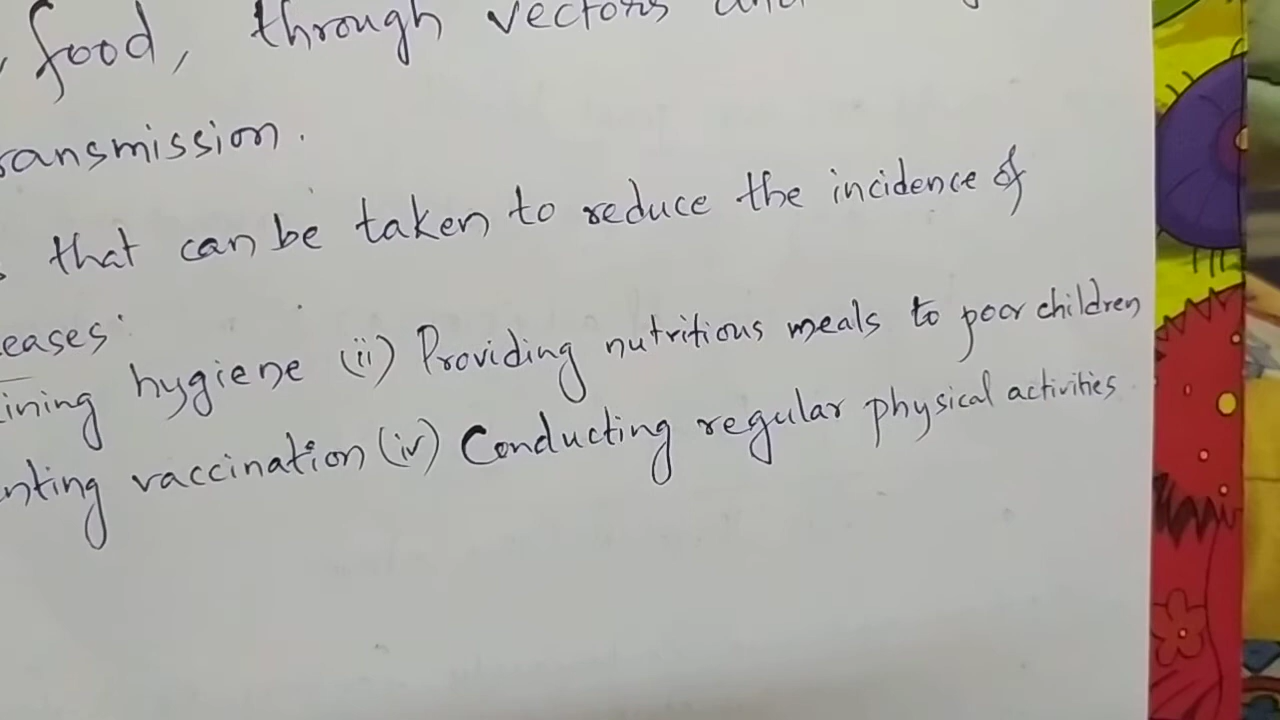 food, through vectors
ransmission.
that can be taken to reduce the incidence of
eases
ining hygiene (ii) Providing nutritious meals to poor children
nting vaccination (iv) Conducting regular physical activities